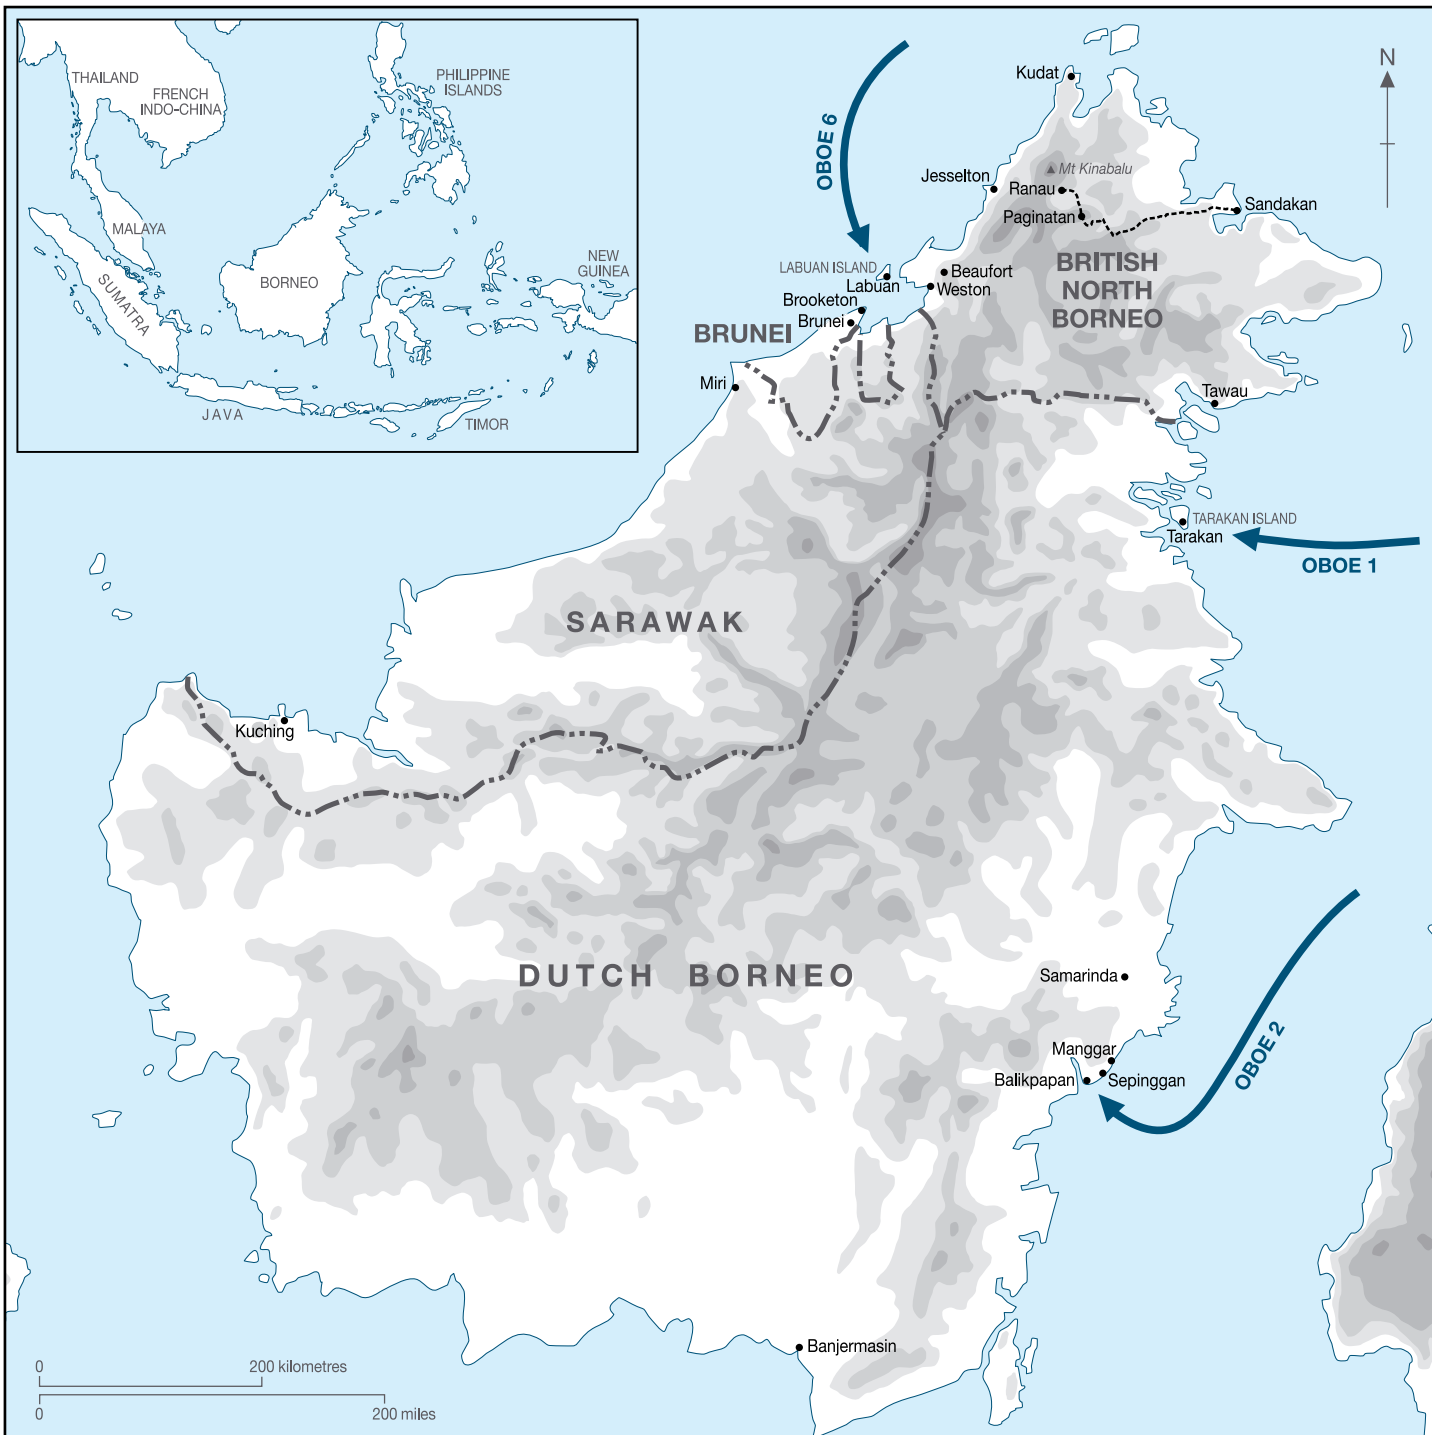 THAILAND
FRENCH
INDO-CHINA
PHILIPPINE
ISLANDS
MALAYA
SUMATRA
BORNEO
NEW
GUINEA
JAVA
TIMOR
N
OBOE 6
Kudat
Mt Kinabalu
Jesselton
Ranau
Paginatan
Sandakan
LABUAN ISLAND
Labuan
Beaufort
Weston
BRITISH
NORTH
BORNEO
Brooketon
Brunei
BRUNEI
Miri
Tawau
TARAKAN ISLAND
Tarakan
OBOE 1
SARAWAK
Kuching
DUTCH BORNEO
Samarinda
Manggar
Balikpapan
Sepinggan
OBOE 2
Banjermasin
0
200 kilometres
0
200 miles